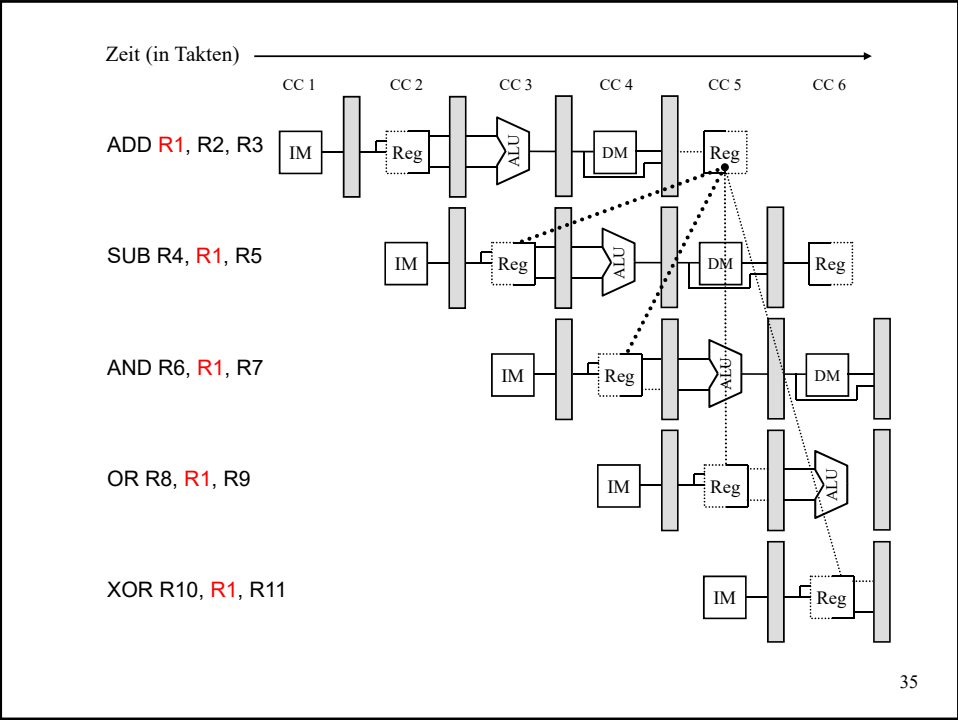 Zeit (in Takten)
CC 1 CC 2 CC 3 CC 4 CC 5 CC 6
ADD R1, R2, R3 IM Reg ALU DM Reg
SUB R4, R1, R5 IM Reg ALU DM Reg
AND R6, R1, R7 IM Reg ALU DM
OR R8, R1, R9 IM Reg ALU
XOR R10, R1, R11 IM Reg
35